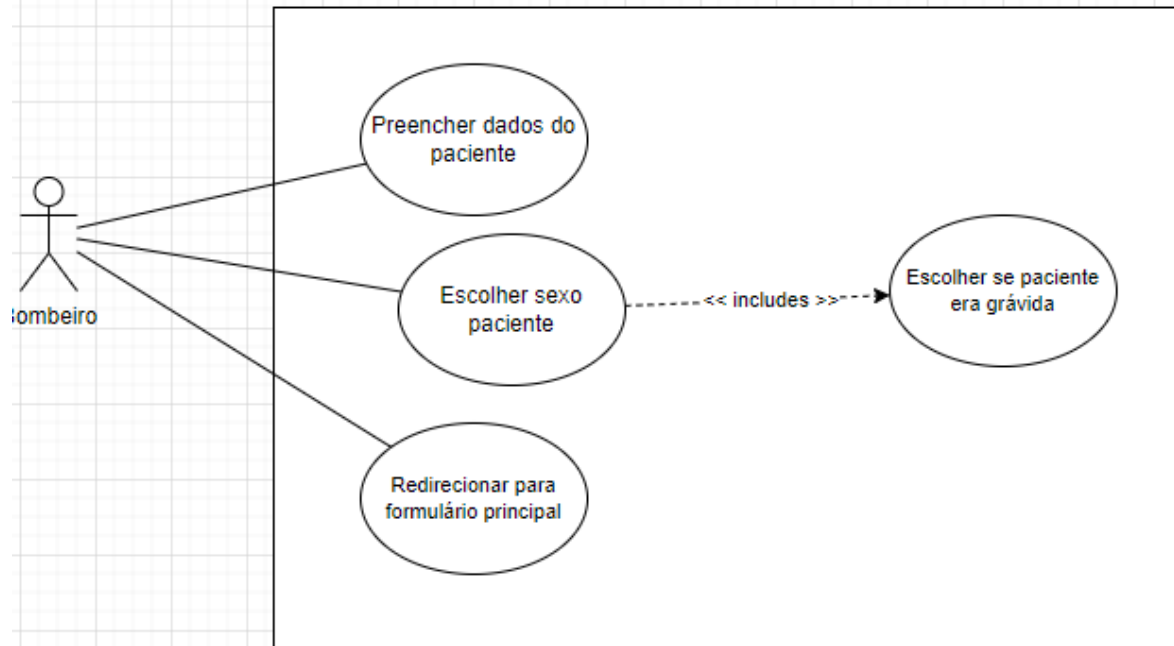 Preencher dados do
paciente
Escolher sexo
paciente
<< includes >>
Escolher se paciente
era grávida
ombeiro
Redirecionar para
formulário principal